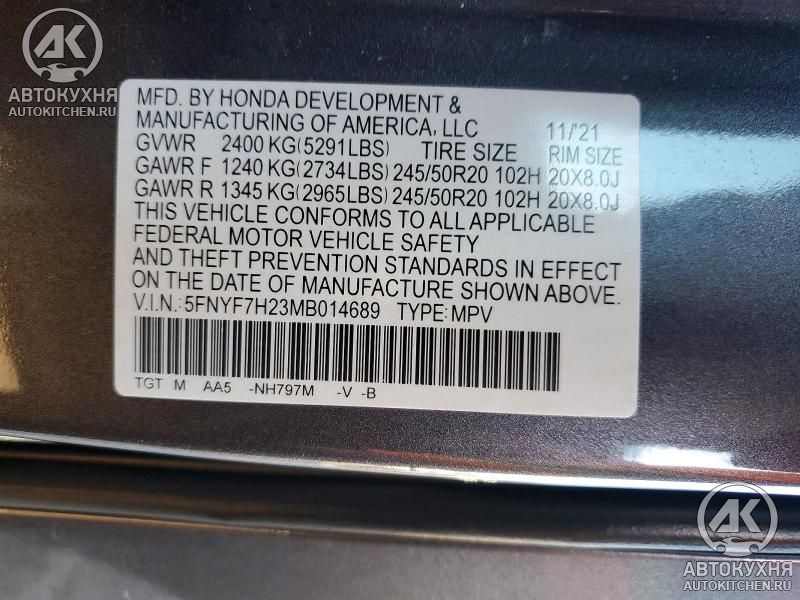 AK
АВТОКУХНЯ
AUTOKITCHEN.RU
MFD. BY HONDA DEVELOPMENT &
MANUFACTURING OF AMERICA, LLC 11/'21
GVWR 2400 KG(5291LBS) TIRE SIZE RIM SIZE
GAWR F 1240 KG(2734LBS) 245/50R20 102H 20X8.0J
GAWR R 1345 KG(2965LBS) 245/50R20 102H 20X8.0J
THIS VEHICLE CONFORMS TO ALL APPLICABLE
FEDERAL MOTOR VEHICLE SAFETY
AND THEFT PREVENTION STANDARDS IN EFFECT
ON THE DATE OF MANUFACTURE SHOWN ABOVE.
V.I.N.: 5FNYF7H23MB014689 TYPE: MPV
TGT M AA5 -NH797M -V -B
AK
АВТОКУХНЯ
AUTOKITCHEN.RU